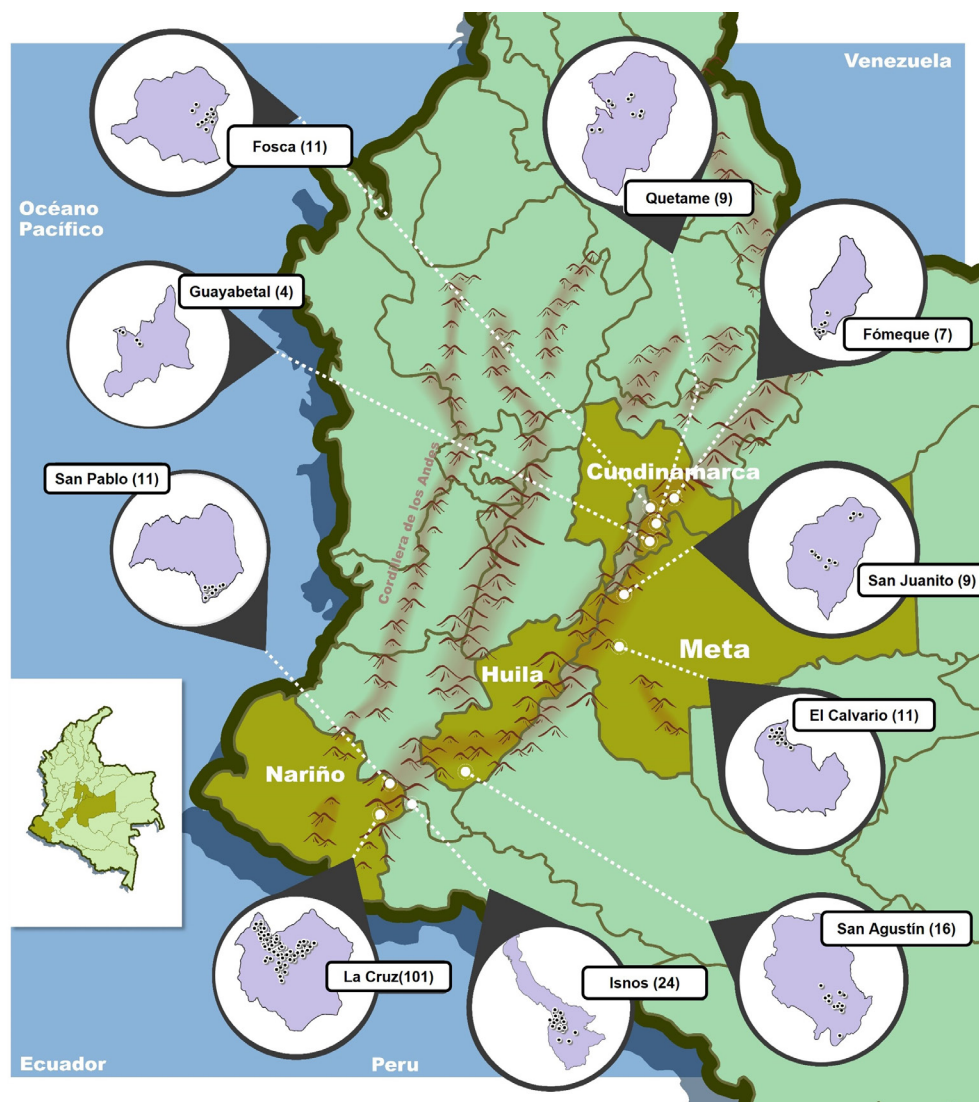 Venezuela
Fosca (11)
Quetame (9)
Océano
Pacífico
Guayabetal (4)
Fómeque (7)
Cordillera de los Andes
Cundinamarca
San Pablo (11)
San Juanito (9)
Meta
Huila
El Calvario (11)
Nariño
San Agustín (16)
La Cruz(101)
Isnos (24)
Ecuador
Peru